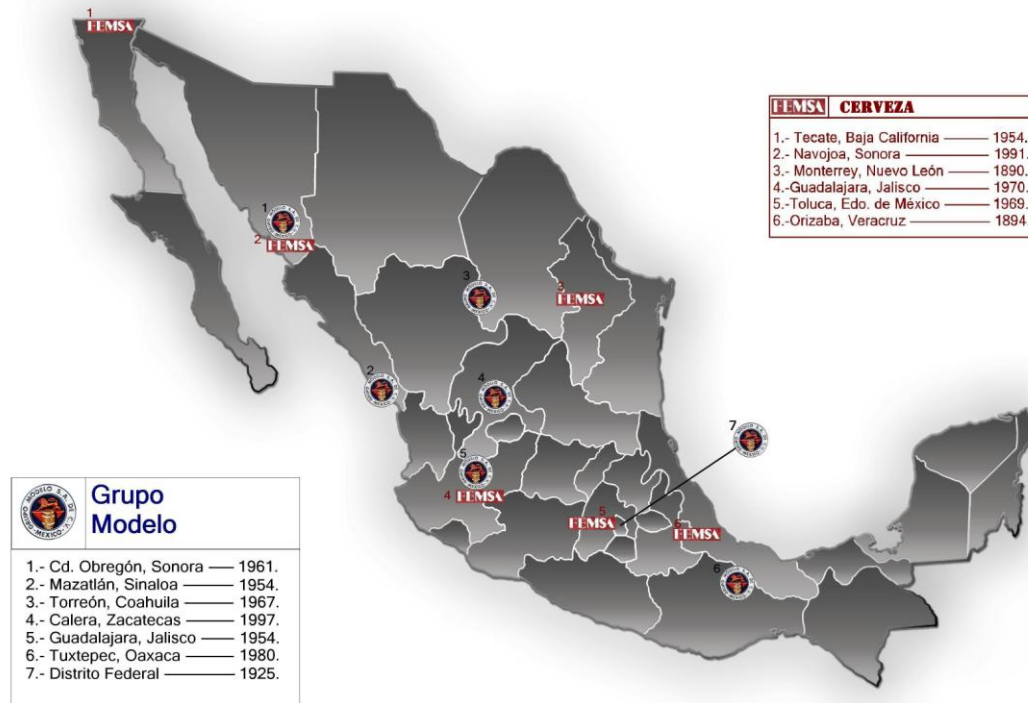 1
FEMSA
FEMSA CERVEZA
1.- Tecate, Baja California 1954.
2.- Navojoa, Sonora 1991.
3.- Monterrey, Nuevo León 1890.
4.-Guadalajara, Jalisco 1970.
5.-Toluca, Edo. de México 1969.
6.-Orizaba, Veracruz 1894
1
2 FEMSA
3
3
FEMSA
2
4
7
5
4 FEMSA
5
FEMSA
6
FEMSA
6
GRUPO MODELO S.A. DE C.V. MEXICO
Grupo
Modelo
1.- Cd. Obregón, Sonora 1961.
2.- Mazatlán, Sinaloa 1954.
3.- Torreón, Coahuila 1967.
4.- Calera, Zacatecas 1997.
5.- Guadalajara, Jalisco 1954.
6.- Tuxtepec, Oaxaca 1980.
7.- Distrito Federal 1925.